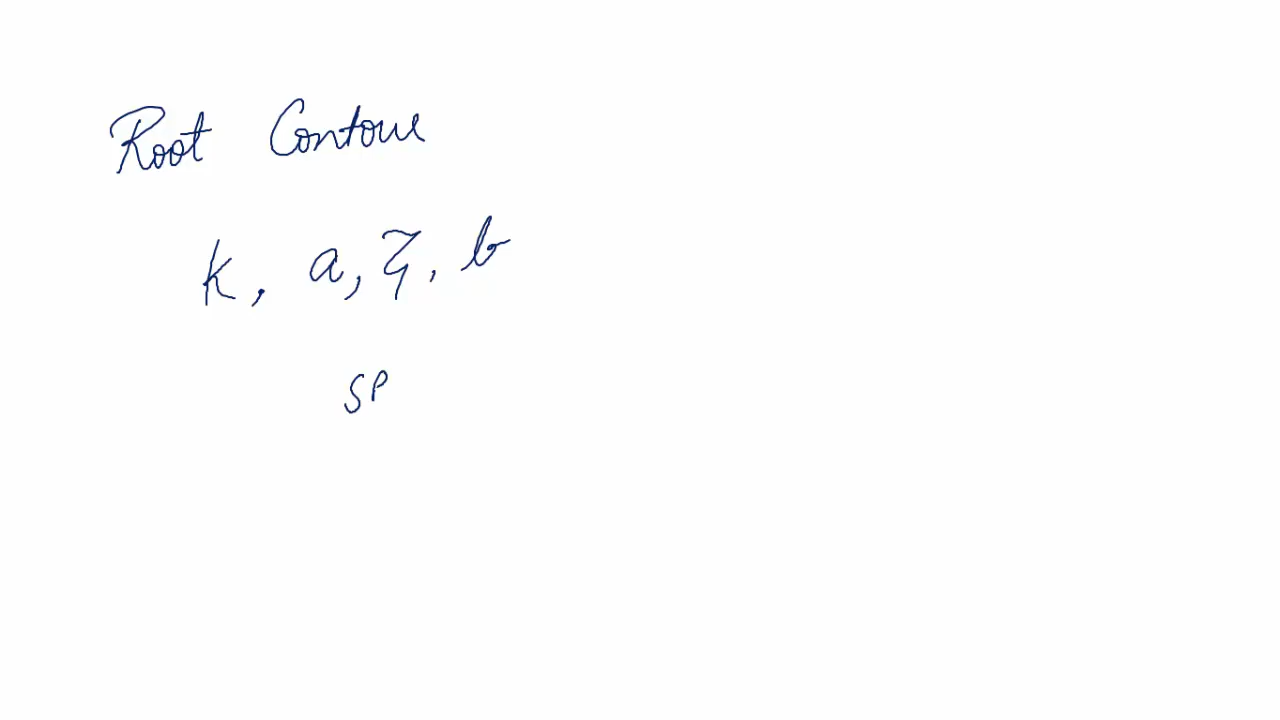 Root Contour
K, a, ξ, b
SP